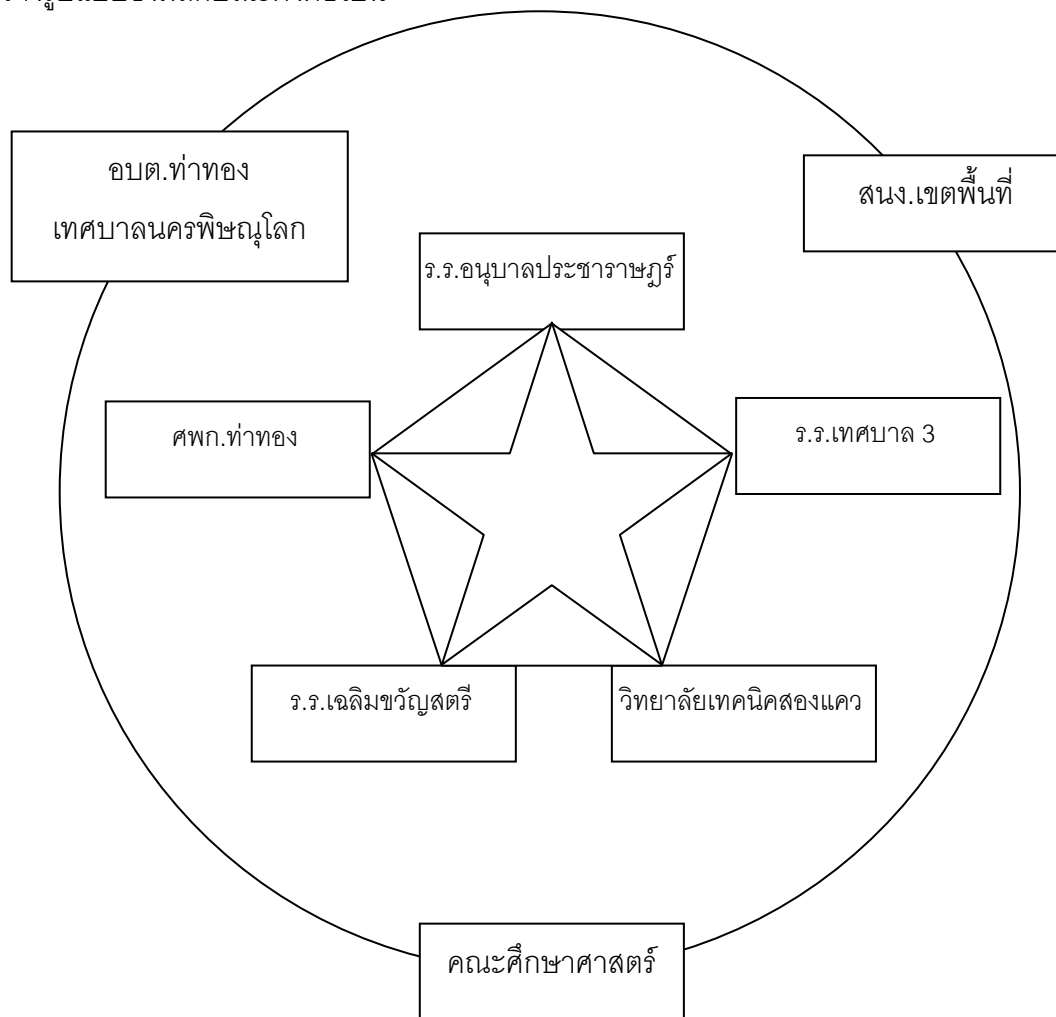 อบต.ท่าทอง
เทศบาลนครพิษณุโลก
สนง.เขตพื้นที่
ร.ร.อนุบาลประชาราษฎร์
ศพก.ท่าทอง
ร.ร.เทศบาล 3
ร.ร.เฉลิมขวัญสตรี
วิทยาลัยเทคนิคสองแคว
คณะศึกษาศาสตร์